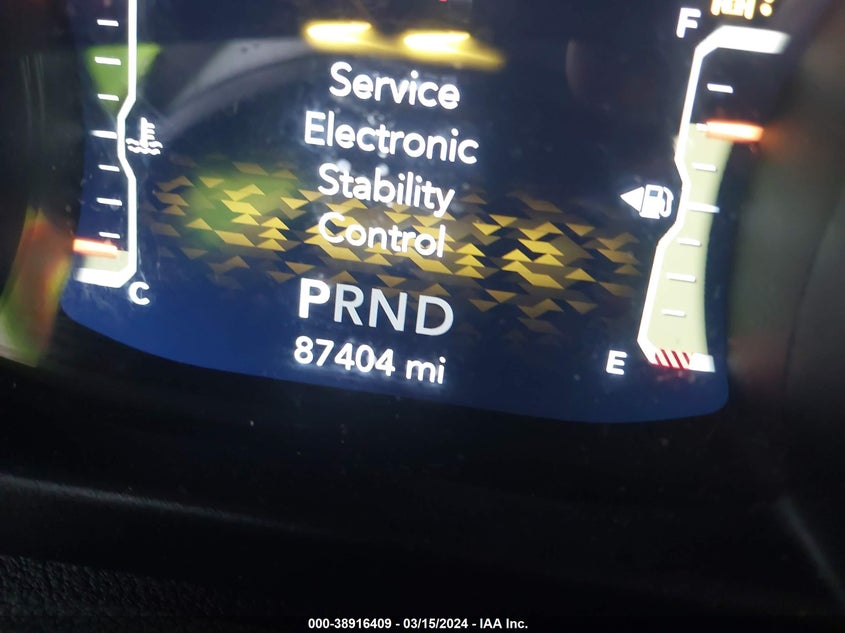 F
Service
Electronic
Stability
Control
C
PRND
87404 mi
E
000-38916409 - 03/15/2024 - IAA Inc.